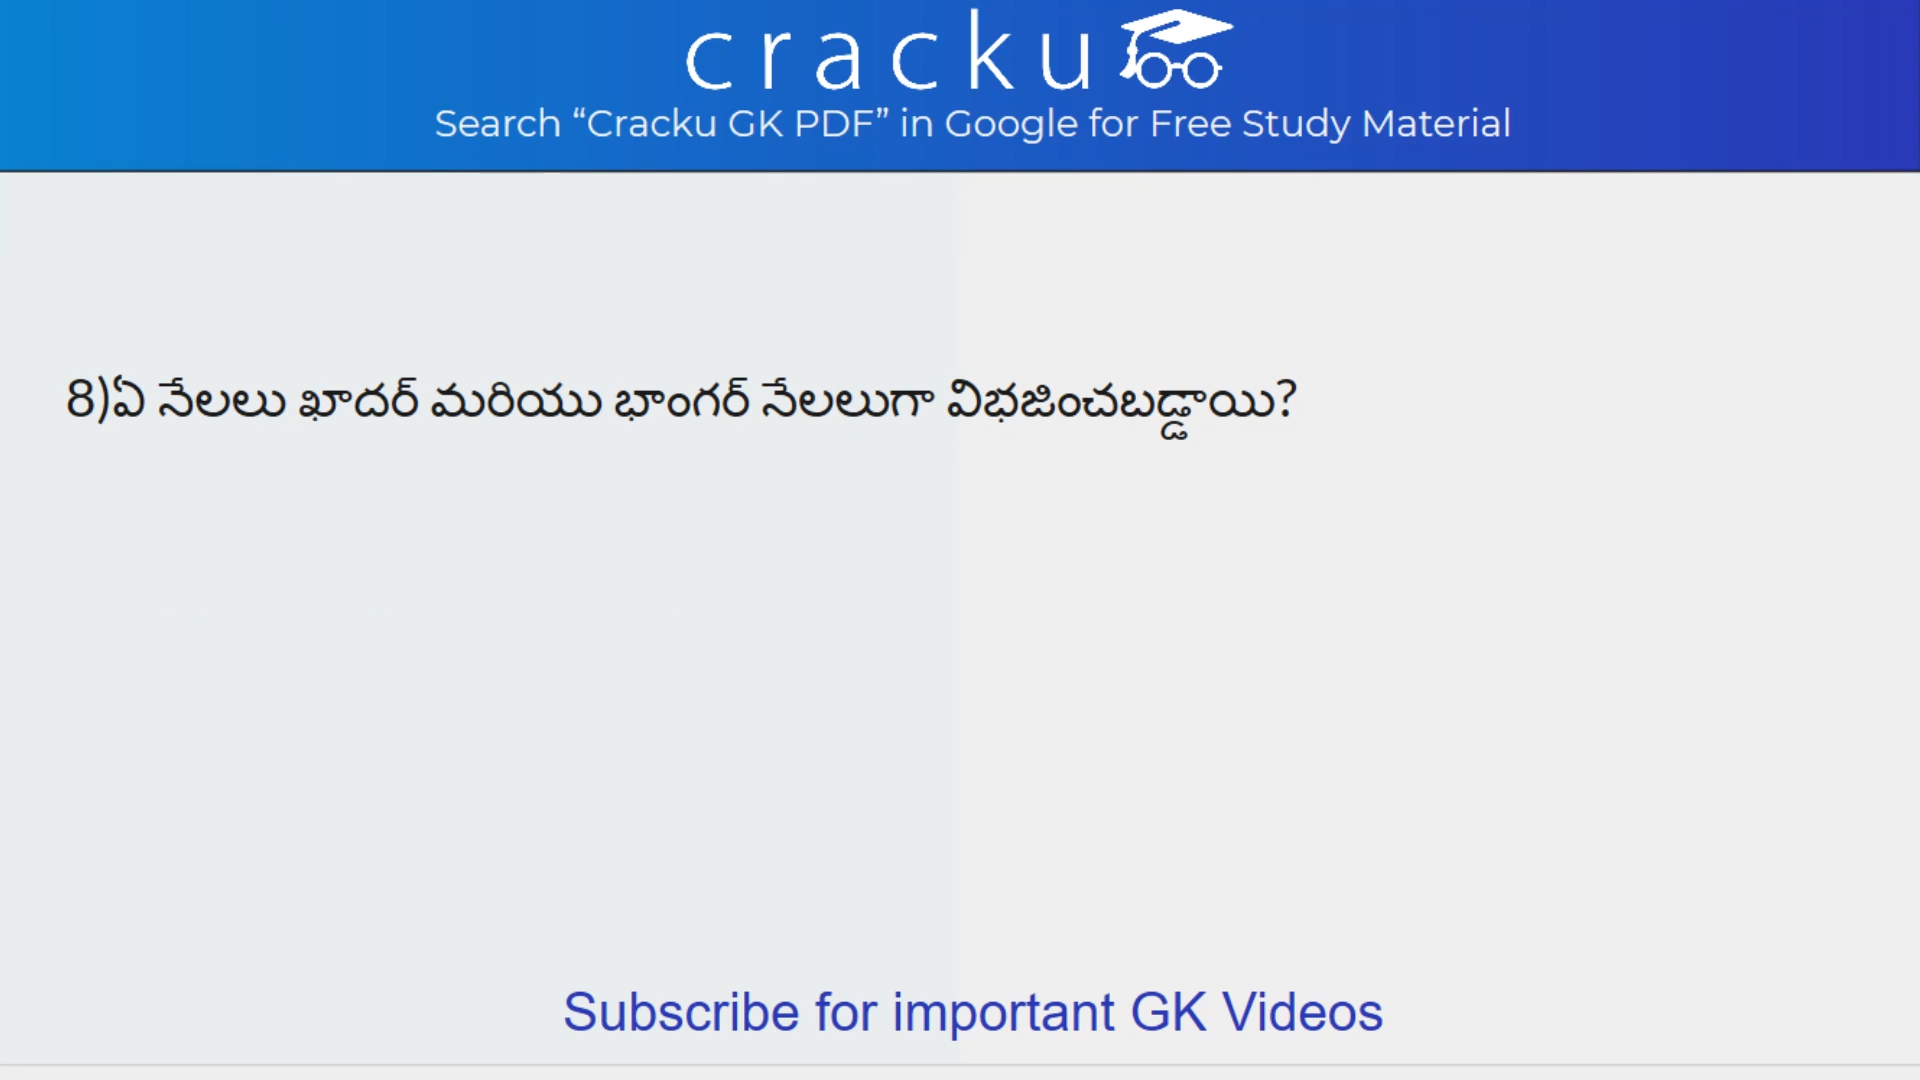 cracku
Search “Cracku GK PDF” in Google for Free Study Material
8)ఏ నేలలు ఖాదర్ మరియు భాంగర్ నేలలుగా విభజించబడ్డాయి?
Subscribe for important GK Videos